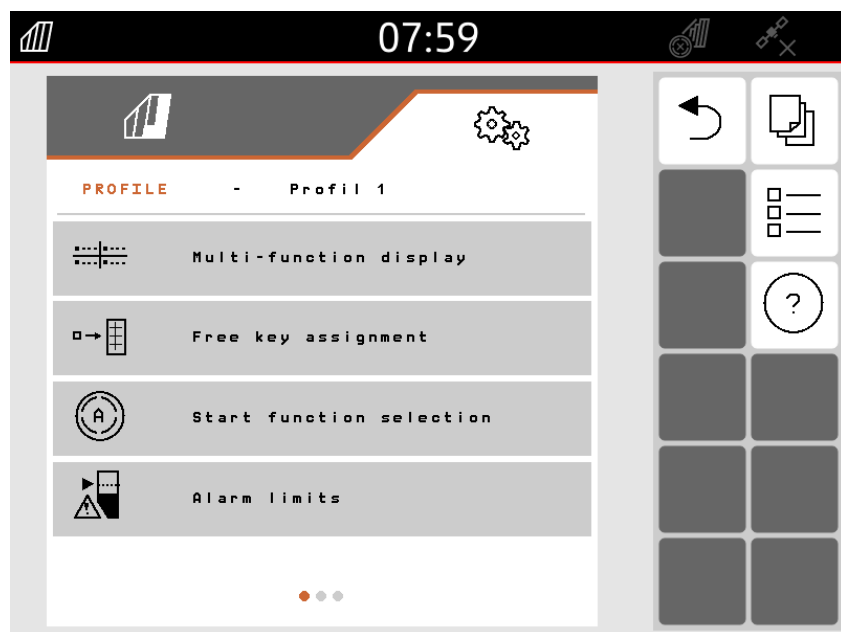 07:59
PROFILE - Profil 1
Multi-function display
Free key assignment
A
Start function selection
Alarm limits
?